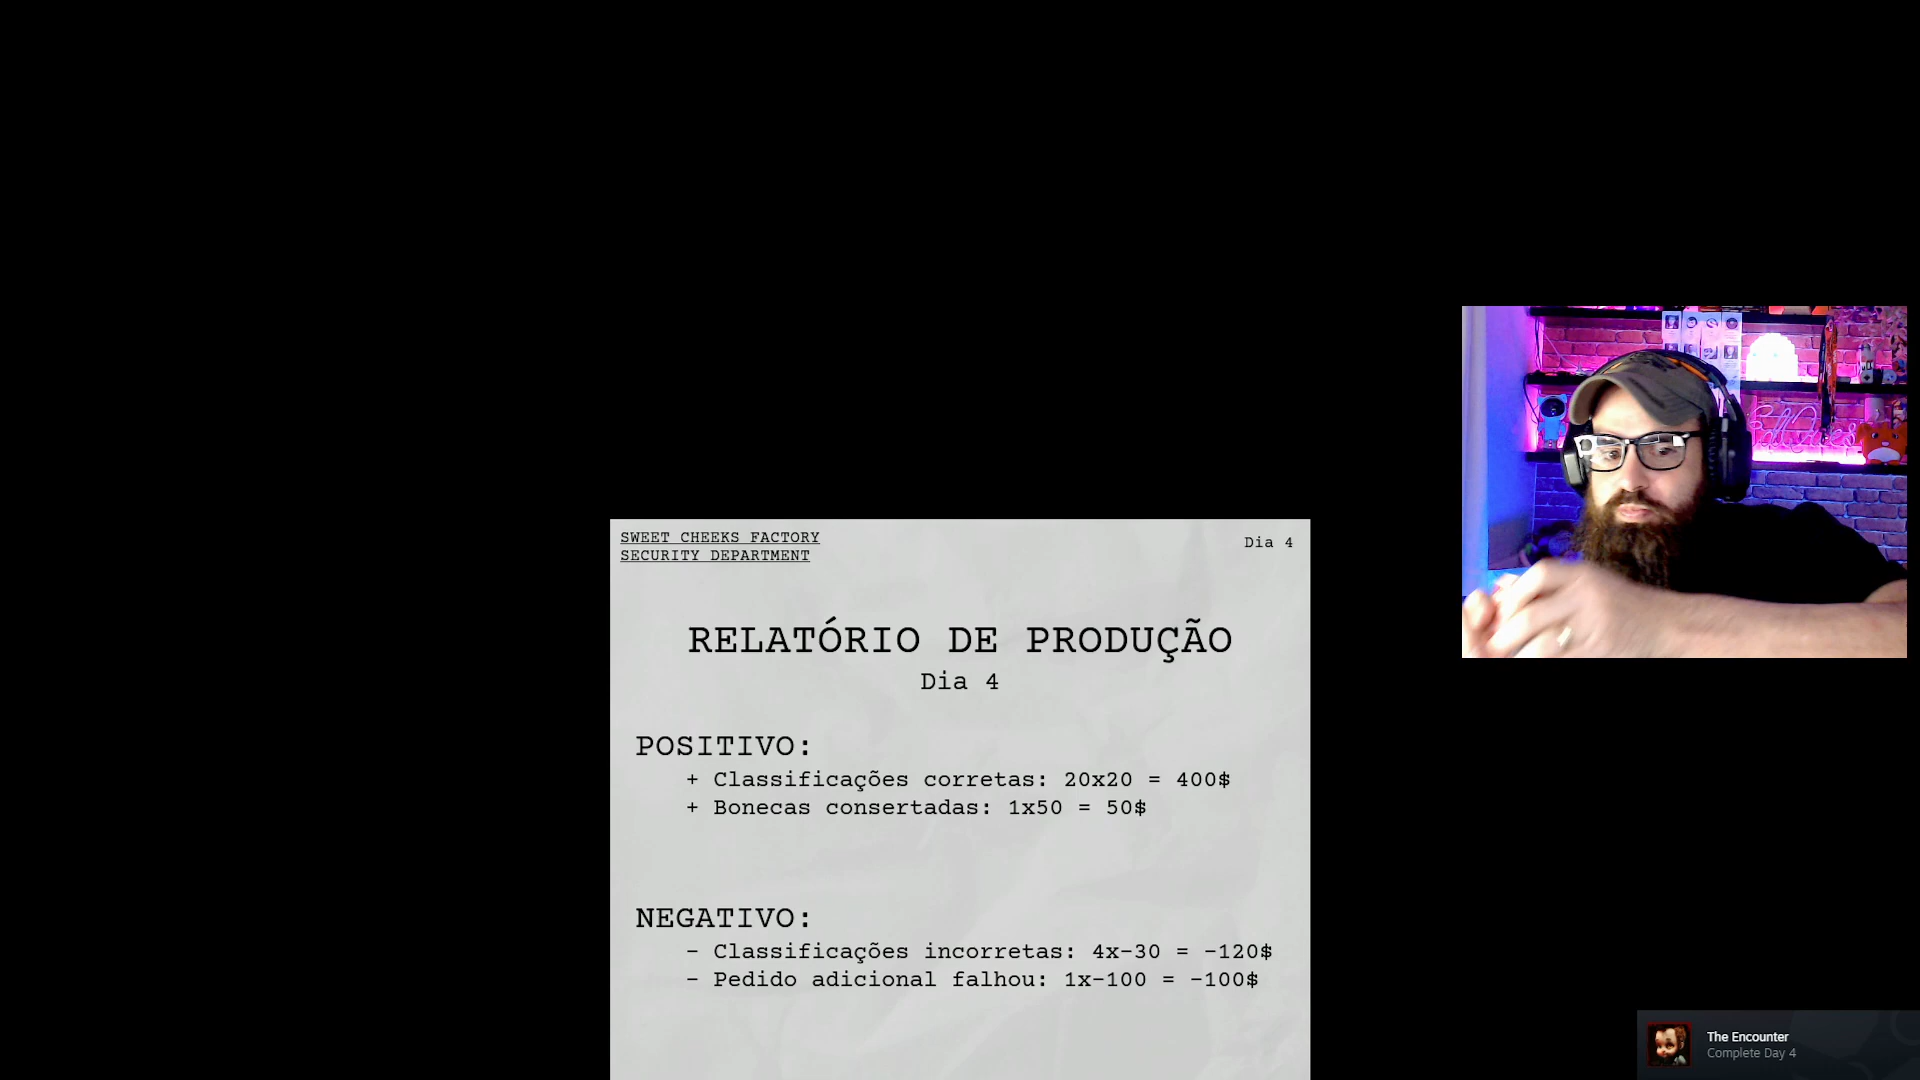 SWEET CHEEKS FACTORY
SECURITY DEPARTMENT
Dia 4
RELATÓRIO DE PRODUÇÃO
Dia 4
POSITIVO:
+ Classificações corretas: 20x20 = 400$
+ Bonecas consertadas: 1x50 = 50$
NEGATIVO:
- Classificações incorretas: 4x-30 = -120$
- Pedido adicional falhou: 1x-100 = -100$
The Encounter
Complete Day 4